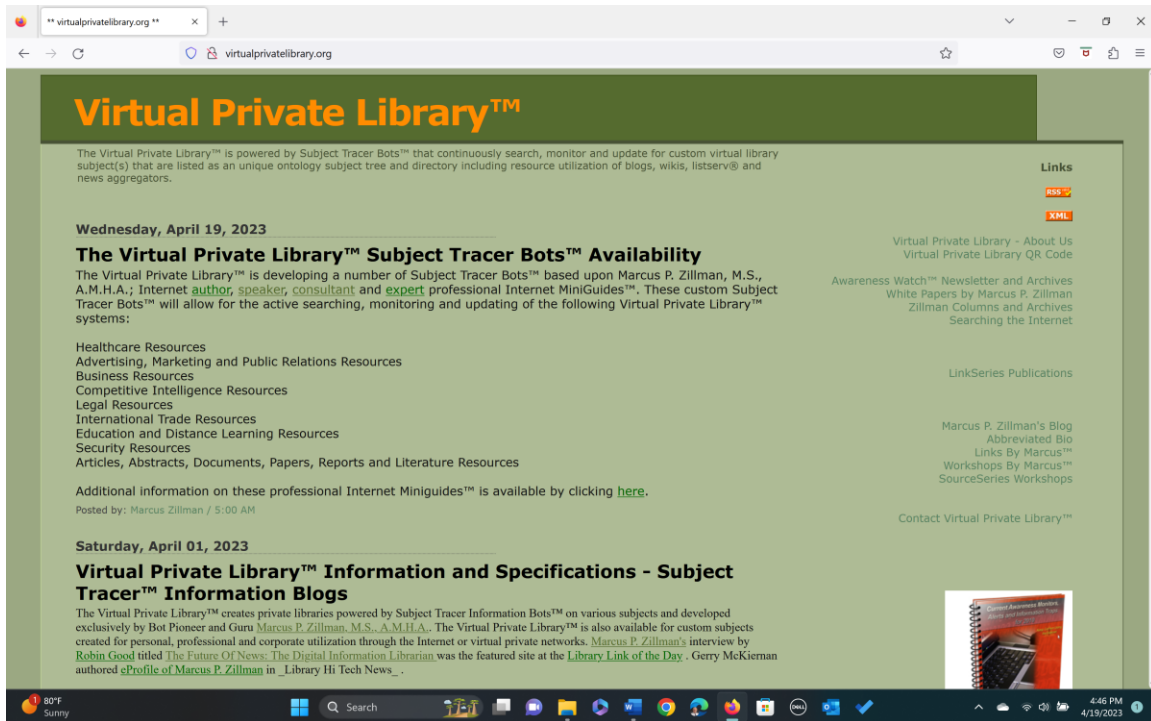 ** virtualprivatelibrary.org **
virtualprivatelibrary.org
Virtual Private Library™
The Virtual Private Library™ is powered by Subject Tracer Bots™ that continuously search, monitor and update for custom virtual library
subject(s) that are listed as an unique ontology subject tree and directory including resource utilization of blogs, wikis, listserv® and
news aggregators.
Wednesday, April 19, 2023
The Virtual Private Library™ Subject Tracer Bots™ Availability
The Virtual Private Library™ is developing a number of Subject Tracer Bots™ based upon Marcus P. Zillman, M.S.,
A.M.H.A.; Internet author, speaker, consultant and expert professional Internet MiniGuides™. These custom Subject
Tracer Bots™ will allow for the active searching, monitoring and updating of the following Virtual Private Library™
systems:
Healthcare Resources
Advertising, Marketing and Public Relations Resources
Business Resources
Competitive Intelligence Resources
Legal Resources
International Trade Resources
Education and Distance Learning Resources
Security Resources
Articles, Abstracts, Documents, Papers, Reports and Literature Resources
Additional information on these professional Internet Miniguides™ is available by clicking here.
Posted by: Marcus Zillman / 5:00 AM
Saturday, April 01, 2023
Virtual Private Library™ Information and Specifications - Subject
Tracer™ Information Blogs
The Virtual Private Library™ creates private libraries powered by Subject Tracer Information Bots™ on various subjects and developed
exclusively by Bot Pioneer and Guru Marcus P. Zillman, M.S., A.M.H.A.. The Virtual Private Library™ is also available for custom subjects
created for personal, professional and corporate utilization through the Internet or virtual private networks. Marcus P. Zillman's interview by
Robin Good titled The Future Of News: The Digital Information Librarian was the featured site at the Library Link of the Day . Gerry McKiernan
authored eProfile of Marcus P. Zillman in _Library Hi Tech News_ .
Links
RSS
XML
Virtual Private Library - About Us
Virtual Private Library QR Code
Awareness Watch™ Newsletter and Archives
White Papers by Marcus P. Zillman
Zillman Columns and Archives
Searching the Internet
LinkSeries Publications
Marcus P. Zillman's Blog
Abbreviated Bio
Links By Marcus™
Workshops By Marcus™
SourceSeries Workshops
Contact Virtual Private Library™
Current Awareness Monitors
1
80°F
Sunny
Search
DELL
4:46 PM
4/19/2023
1